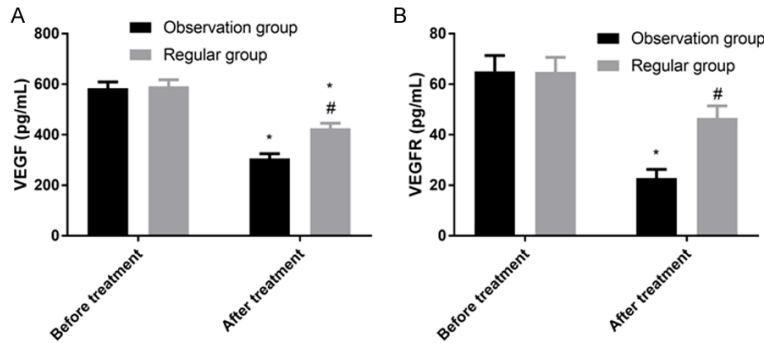 A
Observation group
Regular group
VEGF (pg/mL)
800
600
400
200
0
*
*
#
Before treatment
After treatment
B
Observation group
Regular group
VEGFR (pg/mL)
80
60
40
20
0
*
#
Before treatment
After treatment